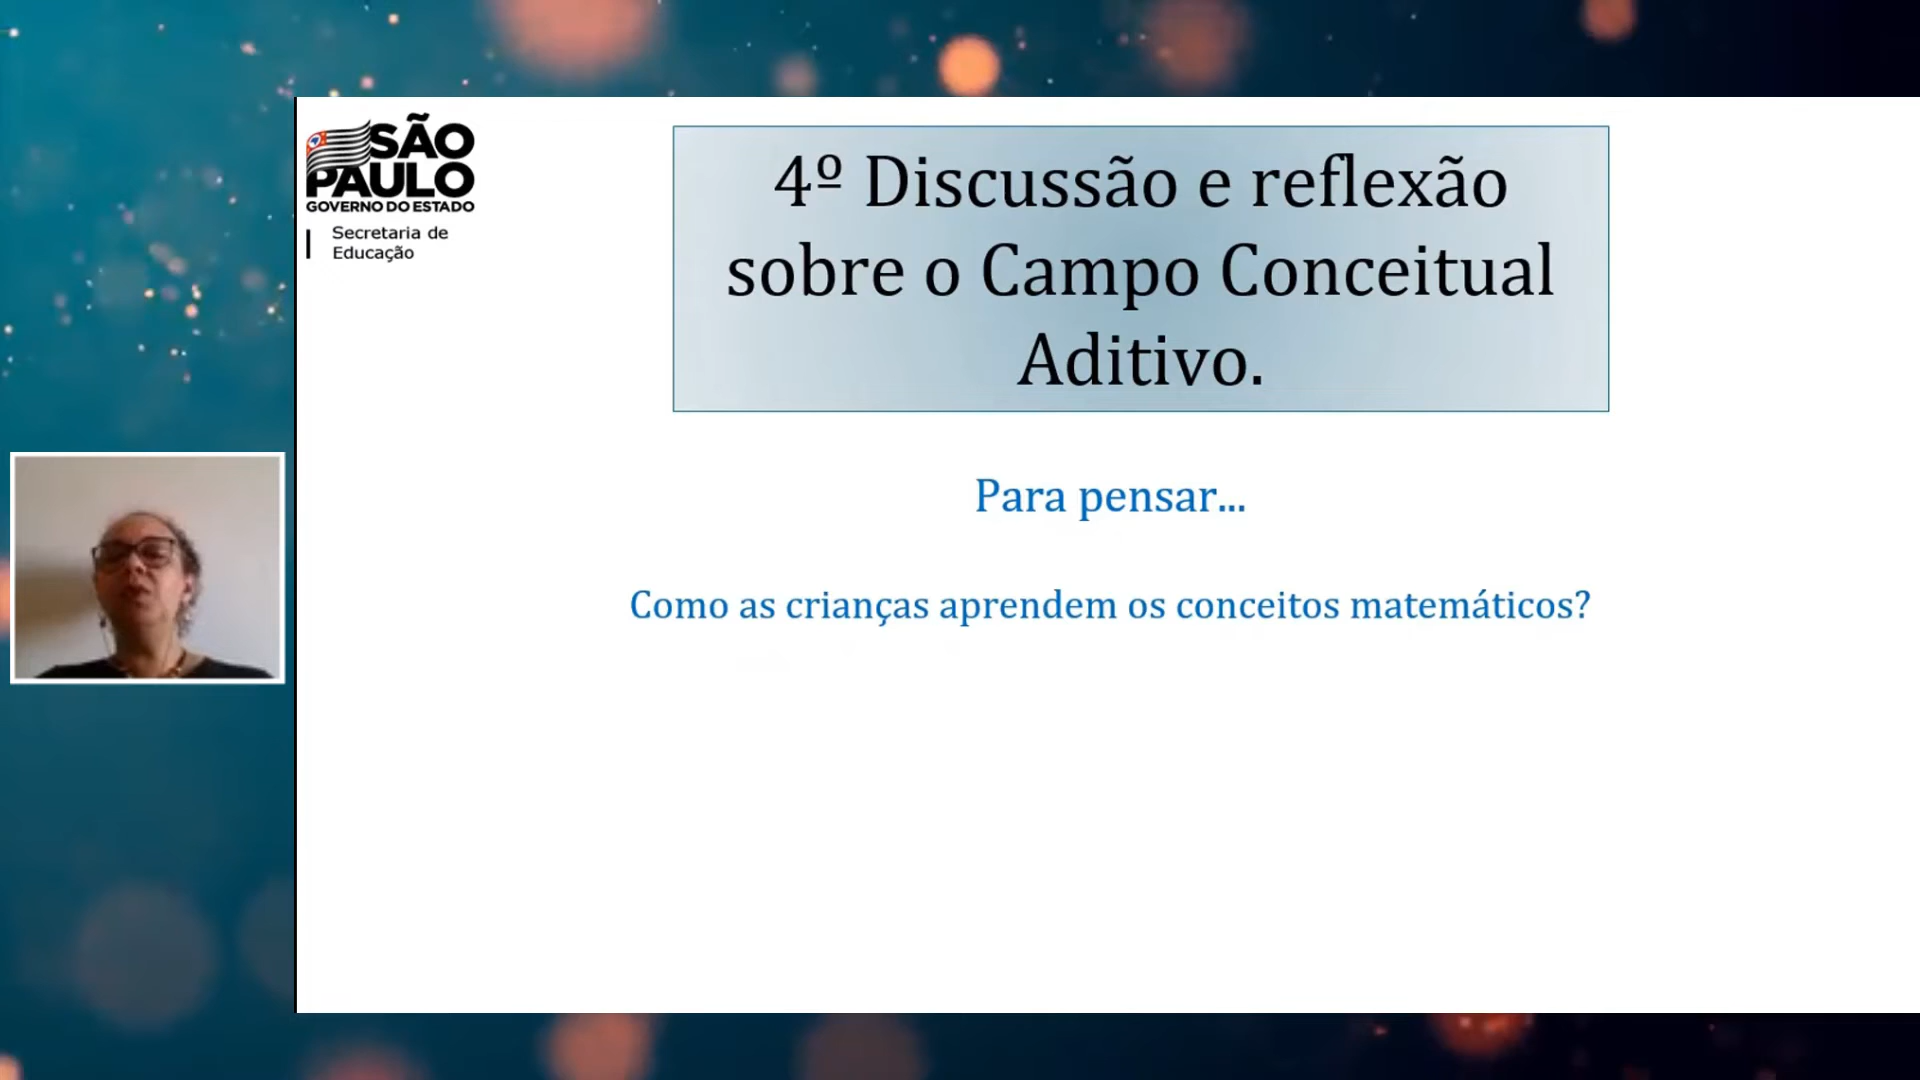 SÃO
PAULO
GOVERNO DO ESTADO
Secretaria de
Educação
4º Discussão e reflexão
sobre o Campo Conceitual
Aditivo.
Para pensar...
Como as crianças aprendem os conceitos matemáticos?